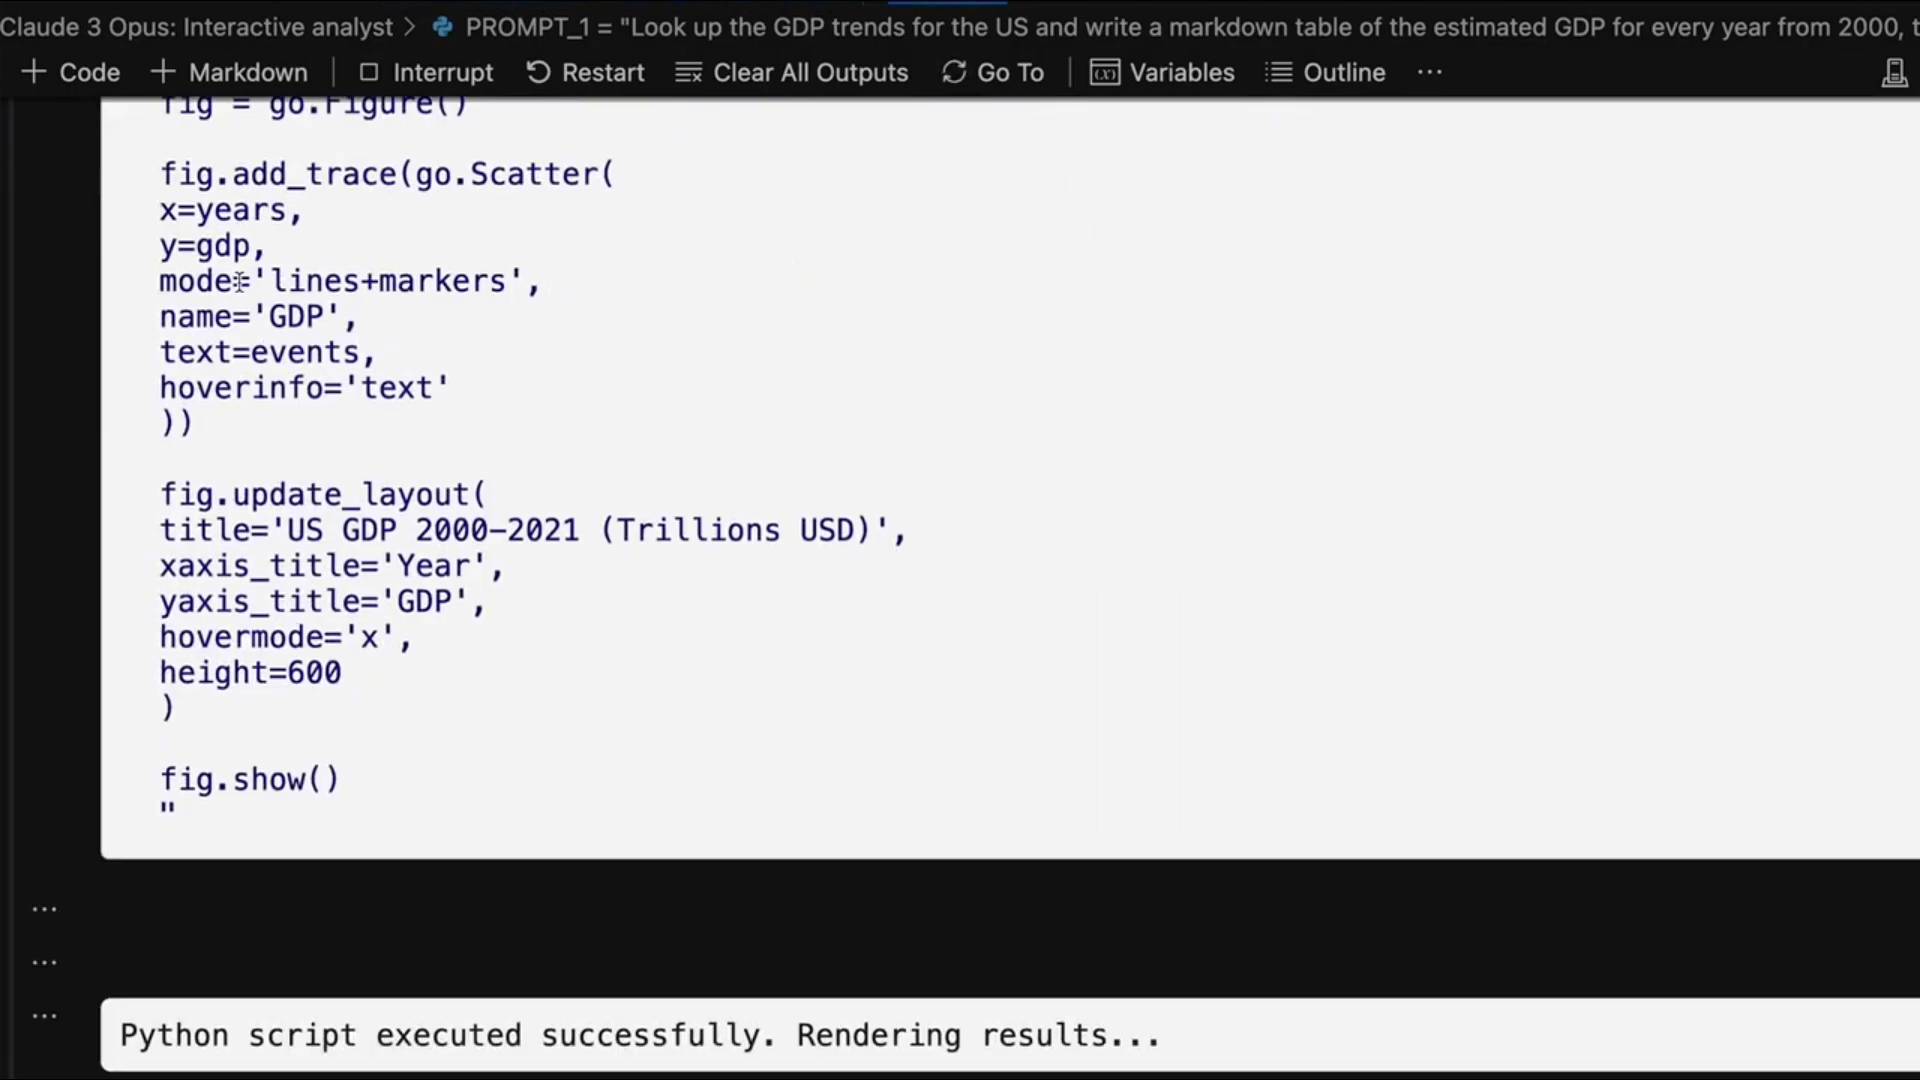 Claude 3 Opus: Interactive analyst > PROMPT_1 = "Look up the GDP trends for the US and write a markdown table of the estimated GDP for every year from 2000, t
+ Code + Markdown | Interrupt Restart Clear All Outputs Go To | Variables Outline ...
fig = go.Figure()
fig.add_trace(go.Scatter(
x=years,
y=gdp,
mode='lines+markers',
name='GDP',
text=events,
hoverinfo='text'
))
fig.update_layout(
title='US GDP 2000-2021 (Trillions USD)',
xaxis_title='Year',
yaxis_title='GDP',
hovermode='x',
height=600
)
fig.show()
"
...
...
...
Python script executed successfully. Rendering results...